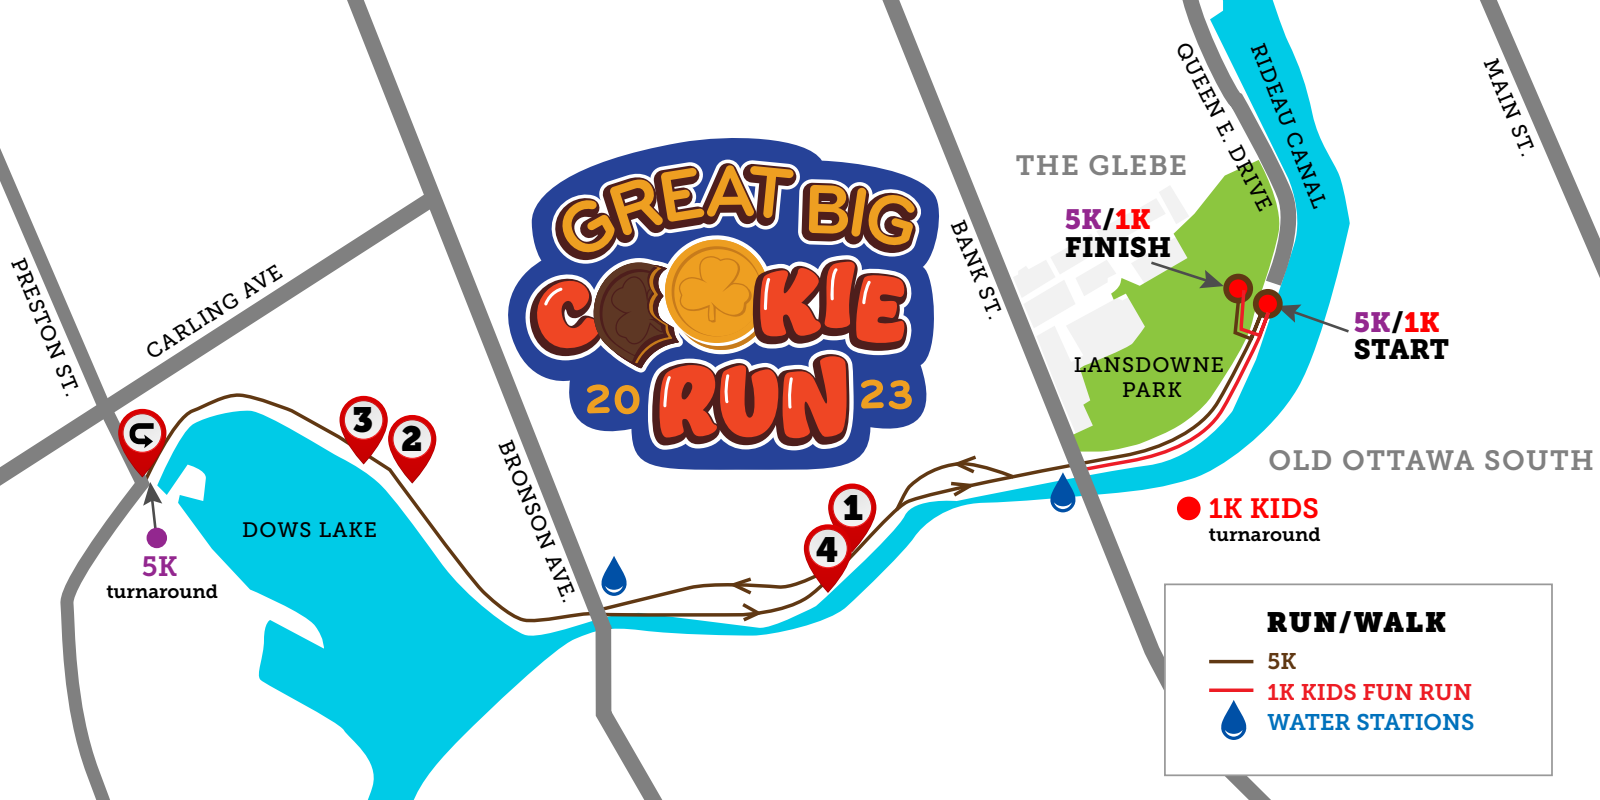 GREAT BIG
COOKIE
20 RUN 23
QUEEN E. DRIVE
RIDEAU CANAL
MAIN ST.
THE GLEBE
5K/1K
FINISH
BANK ST.
5K/1K
START
LANSDOWNE
PARK
PRESTON ST.
CARLING AVE
3
2
BRONSON AVE.
OLD OTTAWA SOUTH
1
4
1K KIDS
turnaround
DOWS LAKE
5K
turnaround
RUN/WALK
5K
1K KIDS FUN RUN
WATER STATIONS